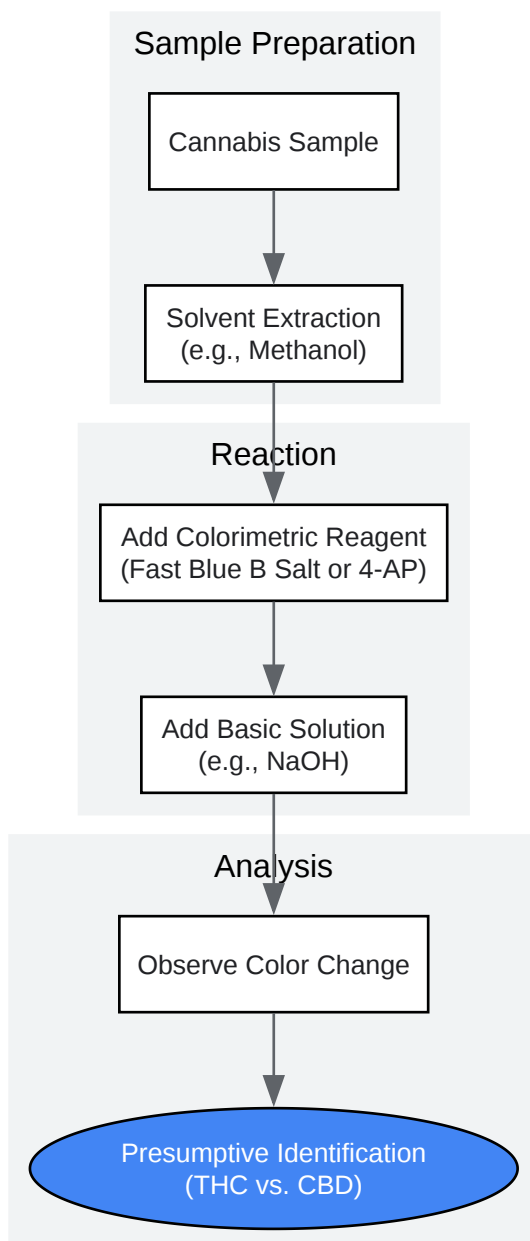 Sample Preparation
Cannabis Sample
Solvent Extraction
(e.g., Methanol)
Reaction
Add Colorimetric Reagent
(Fast Blue B Salt or 4-AP)
Add Basic Solution
(e.g., NaOH)
Analysis
Observe Color Change
Presumptive Identification
(THC vs. CBD)